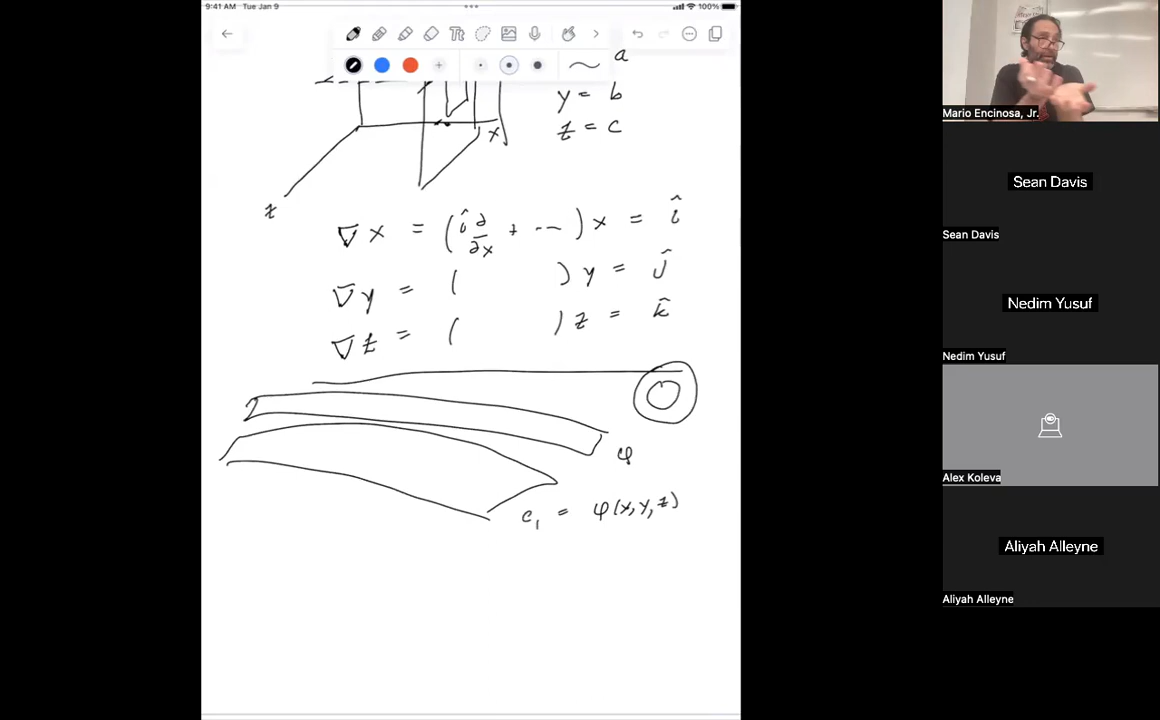 9:41 AM Tue Jan 9
100%
a
y = b
z = c
x
z
∇x = (î ∂/∂x + ---) x = î
∇y = ( ) y = ĵ
∇z = ( ) z = k̂
φ
c₁ = φ(x, y, z)
Mario Encinosa, Jr.
Sean Davis
Sean Davis
Nedim Yusuf
Nedim Yusuf
Alex Koleva
Aliyah Alleyne
Aliyah Alleyne